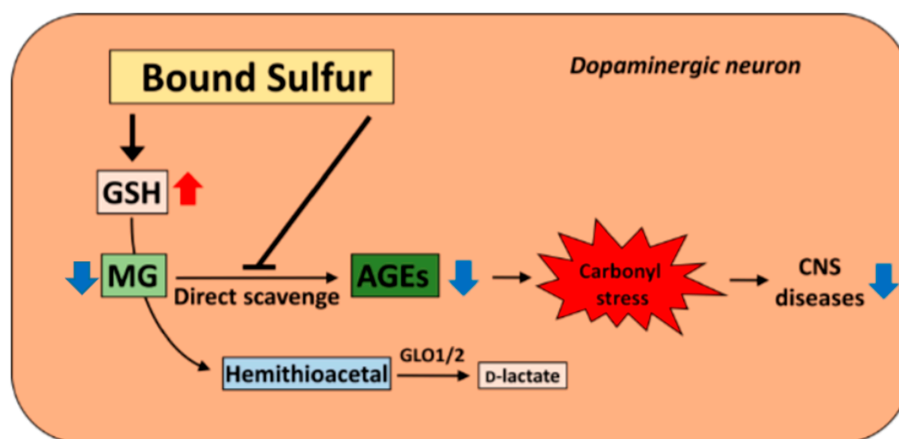 Bound Sulfur
Dopaminergic neuron
GSH
MG
Direct scavenge
AGEs
Carbonyl
stress
CNS
diseases
Hemithioacetal
GLO1/2
D-lactate